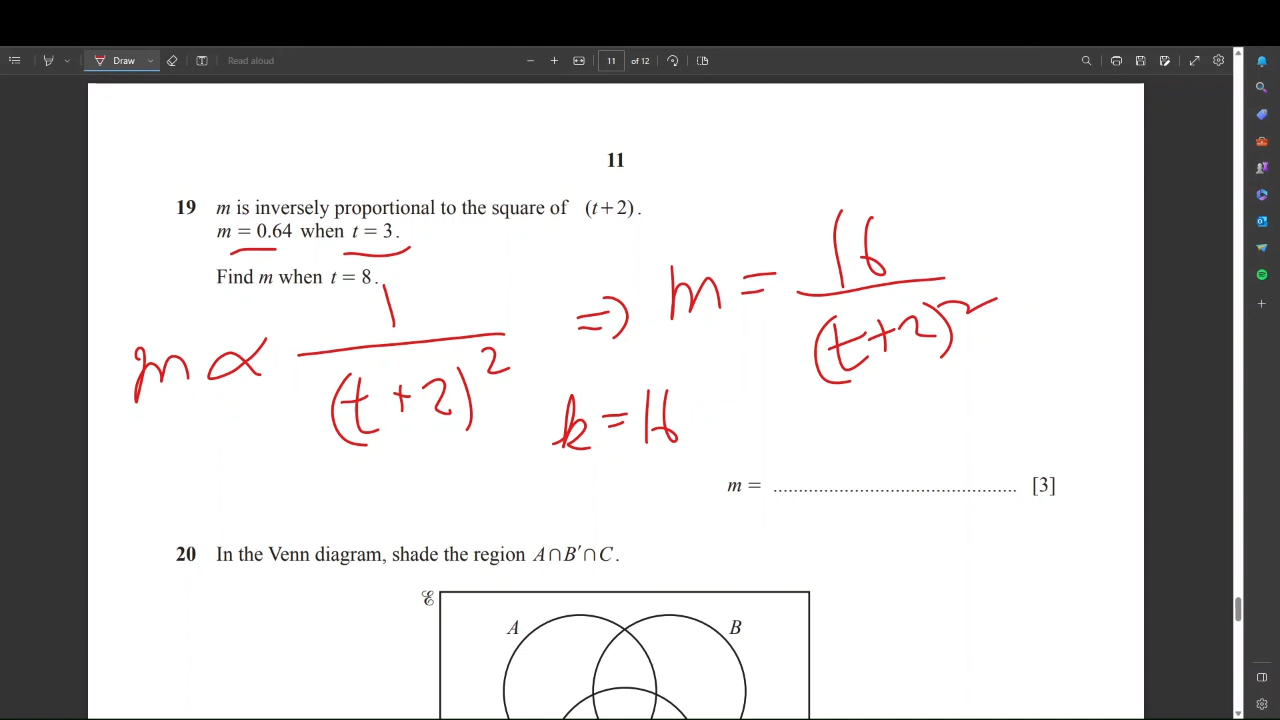 Draw
Read aloud
11 of 12
11
19 m is inversely proportional to the square of (t+2).
m = 0.64 when t = 3.
Find m when t = 8.
m ∝ 1/(t+2)² ⇒ m = 16/(t+2)²
k = 16
m = ................................................ [3]
20 In the Venn diagram, shade the region A∩B′∩C.
ℰ
A B